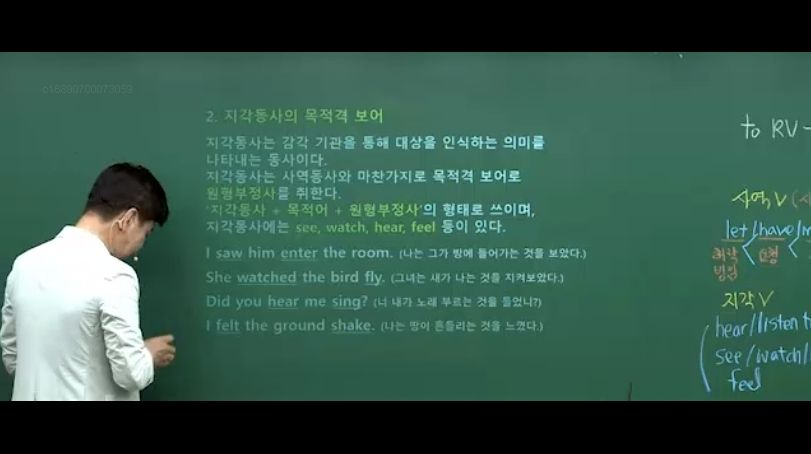 c16890700073059
2. 지각동사의 목적격 보어
지각동사는 감각 기관을 통해 대상을 인식하는 의미를
나타내는 동사이다.
지각동사는 사역동사와 마찬가지로 목적격 보어로
원형부정사를 취한다.
'지각동사 + 목적어 + 원형부정사'의 형태로 쓰이며,
지각동사에는 see, watch, hear, feel 등이 있다.
I saw him enter the room. (나는 그가 방에 들어가는 것을 보았다.)
She watched the bird fly. (그녀는 새가 나는 것을 지켜보았다.)
Did you hear me sing? (너 내가 노래 부르는 것을 들었니?)
I felt the ground shake. (나는 땅이 흔들리는 것을 느꼈다.)
to RV
사역 V
let/have/
허락
요청
지각 V
hear/listen t
see/watch/
feel